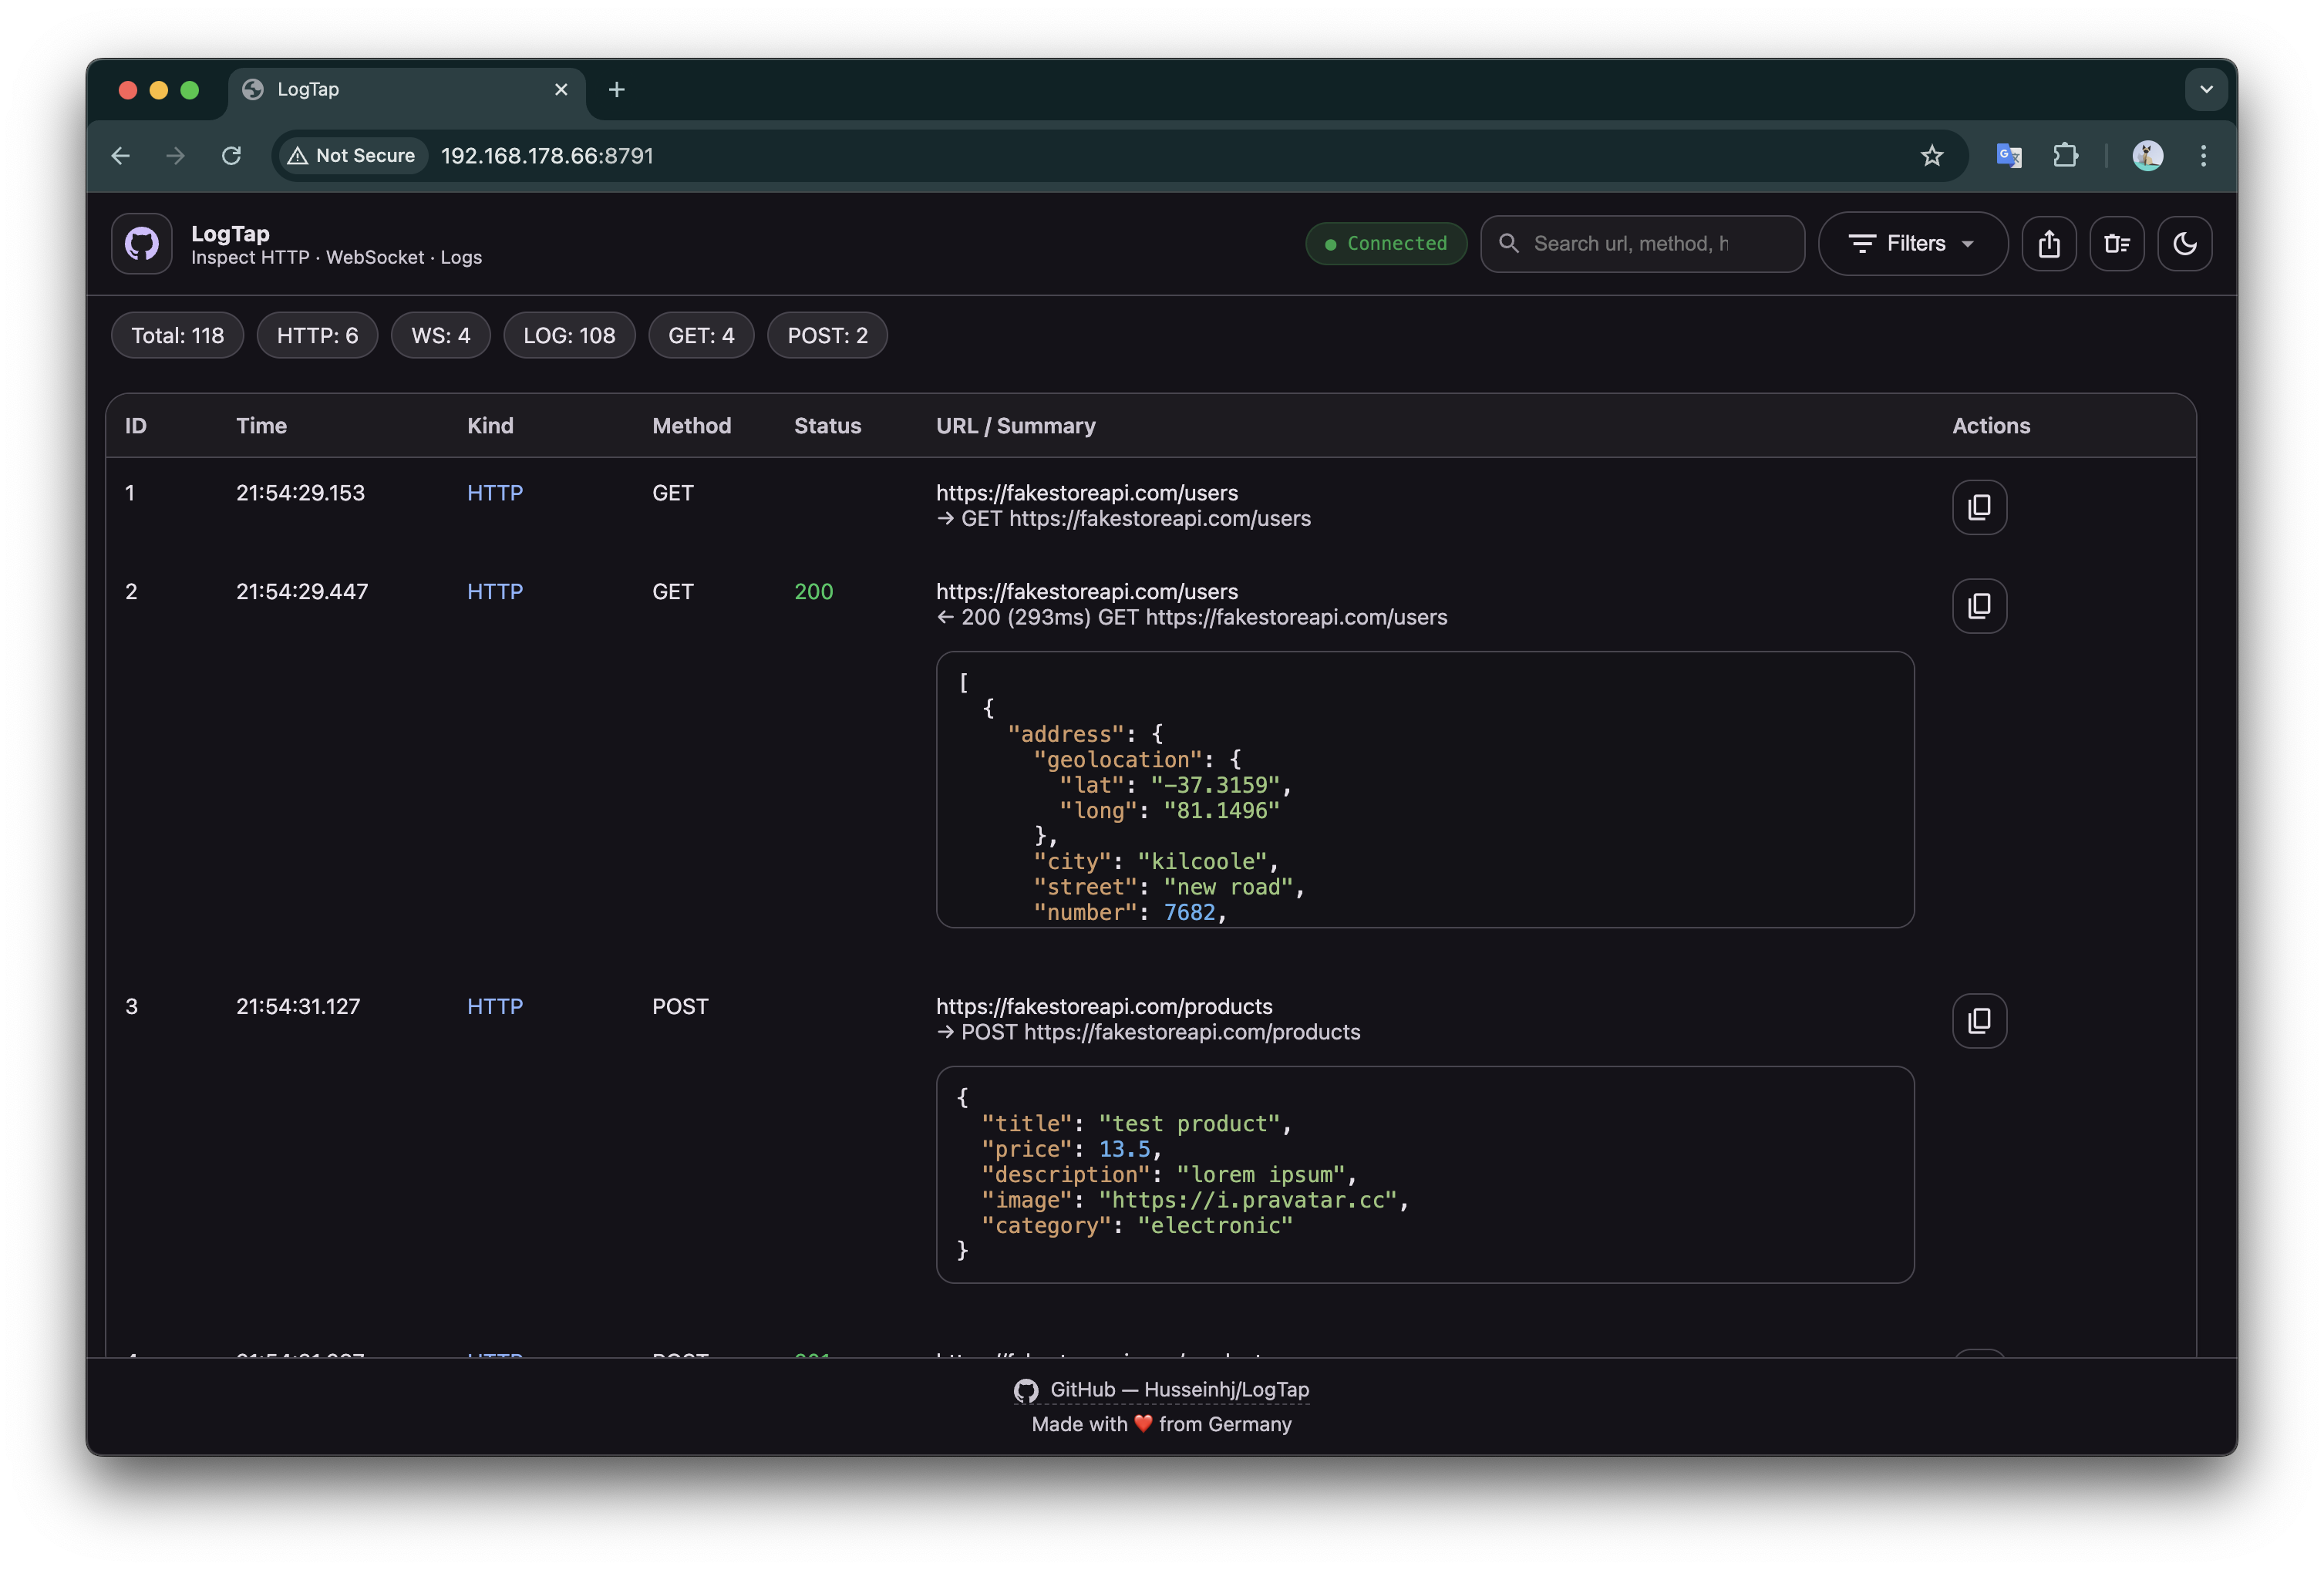 LogTap
Not Secure 192.168.178.66:8791
LogTap
Inspect HTTP · WebSocket · Logs
Connected
Search url, method, h
Filters
Total: 118 HTTP: 6 WS: 4 LOG: 108 GET: 4 POST: 2
ID Time Kind Method Status URL / Summary Actions
1 21:54:29.153 HTTP GET https://fakestoreapi.com/users
→ GET https://fakestoreapi.com/users
2 21:54:29.447 HTTP GET 200 https://fakestoreapi.com/users
← 200 (293ms) GET https://fakestoreapi.com/users
[
{
"address": {
"geolocation": {
"lat": "-37.3159",
"long": "81.1496"
},
"city": "kilcoole",
"street": "new road",
"number": 7682,
3 21:54:31.127 HTTP POST https://fakestoreapi.com/products
→ POST https://fakestoreapi.com/products
{
"title": "test product",
"price": 13.5,
"description": "lorem ipsum",
"image": "https://i.pravatar.cc",
"category": "electronic"
}
GitHub — Husseinhj/LogTap
Made with ❤️ from Germany